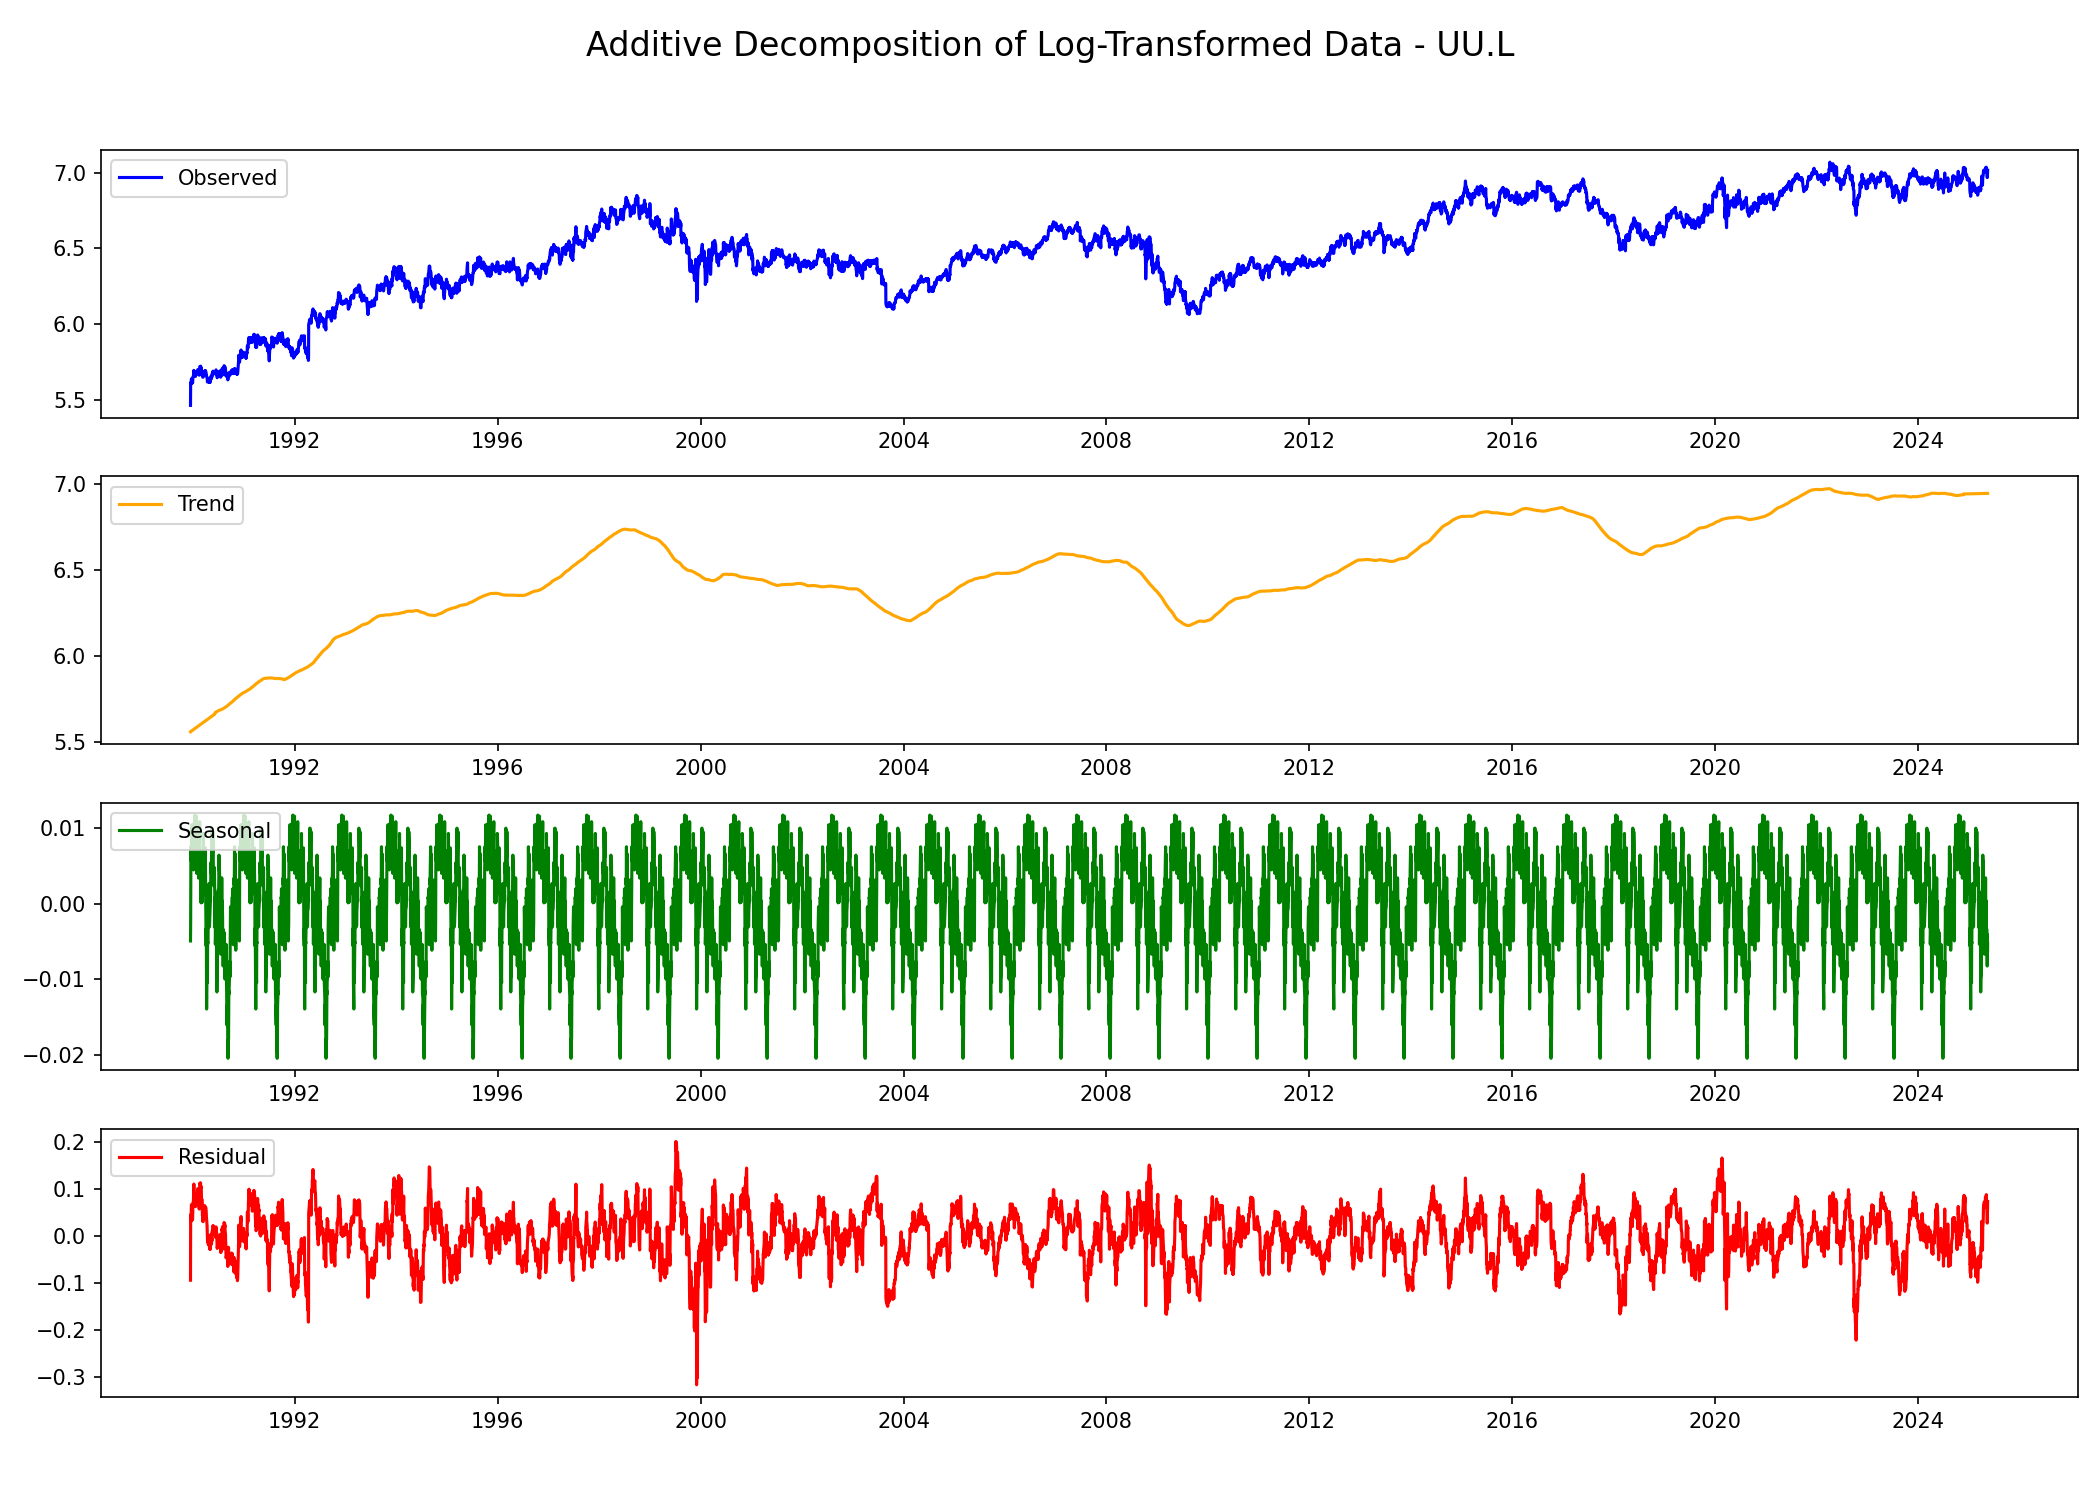 Additive Decomposition of Log-Transformed Data - UU.L
Observed
7.0
6.5
6.0
5.5
1992 1996 2000 2004 2008 2012 2016 2020 2024
Trend
7.0
6.5
6.0
5.5
1992 1996 2000 2004 2008 2012 2016 2020 2024
Seasonal
0.01
0.00
−0.01
−0.02
1992 1996 2000 2004 2008 2012 2016 2020 2024
Residual
0.2
0.1
0.0
−0.1
−0.2
−0.3
1992 1996 2000 2004 2008 2012 2016 2020 2024